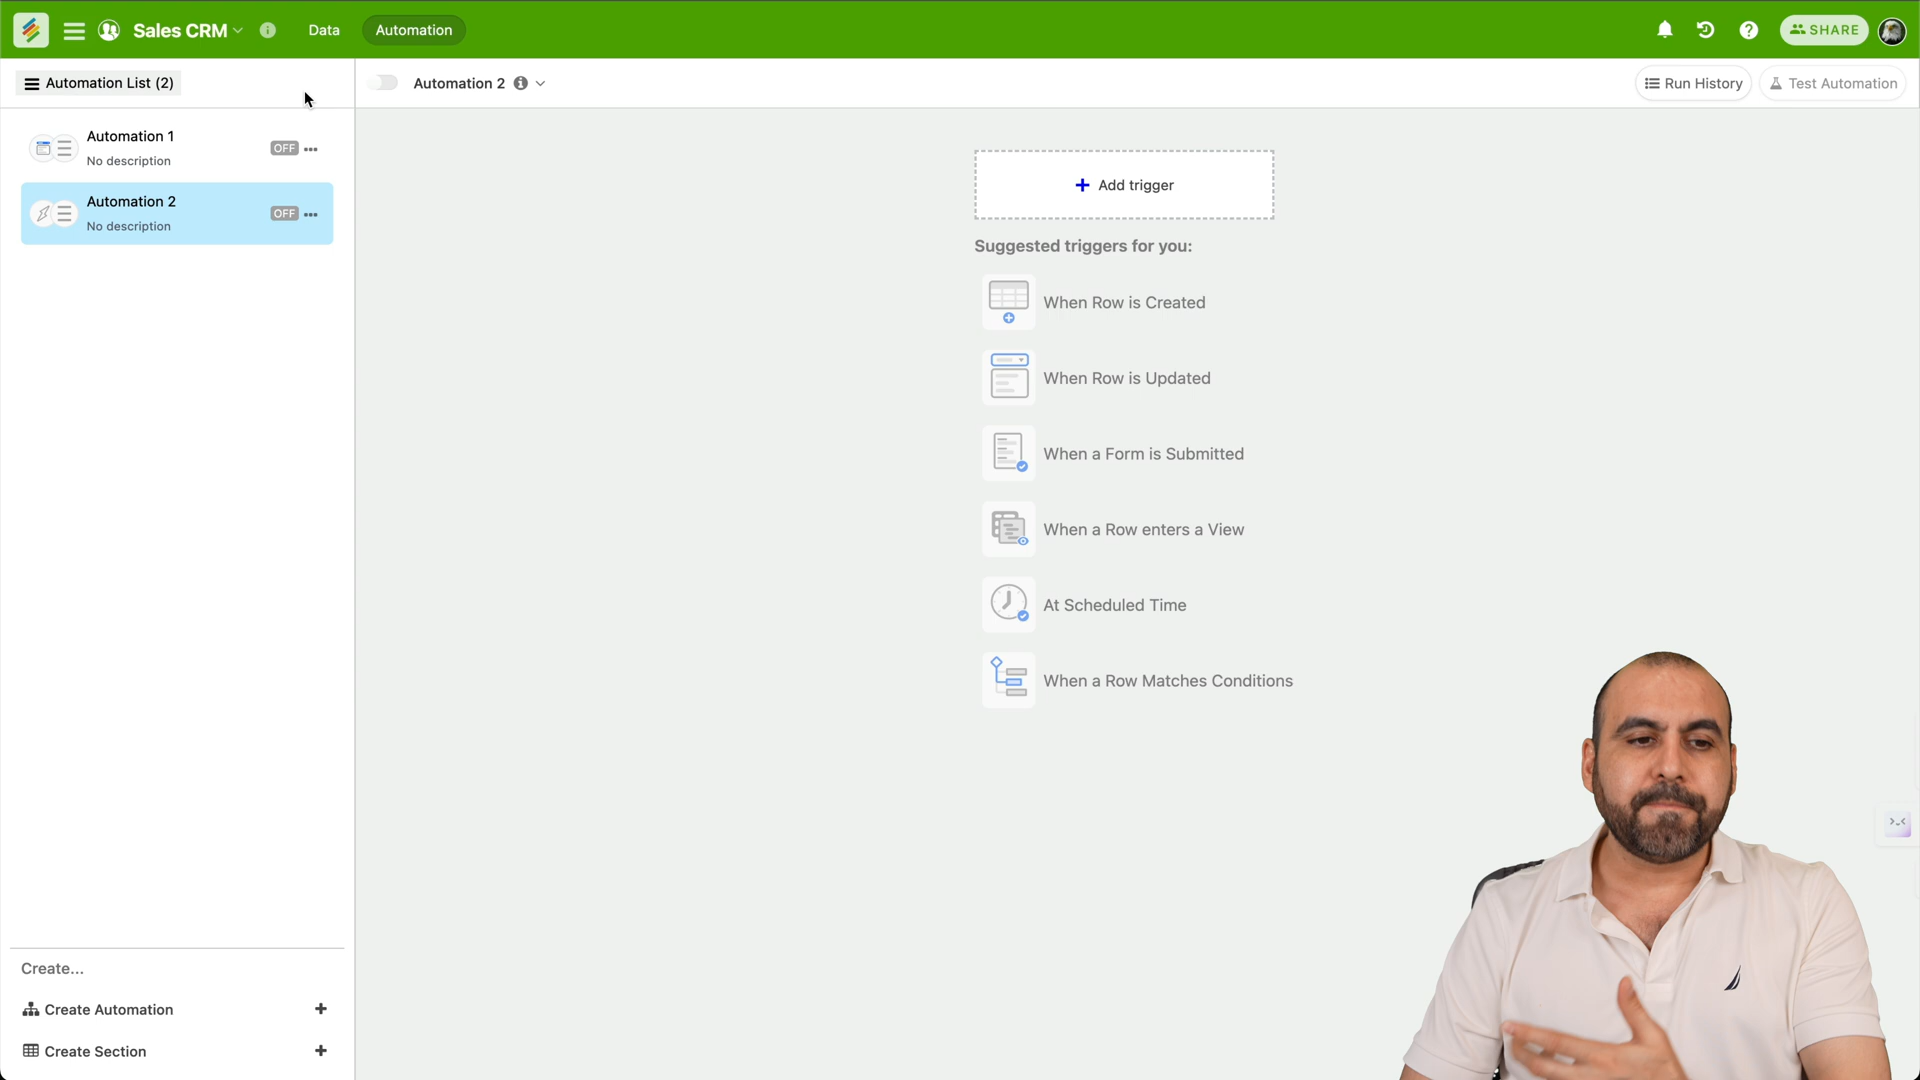 Sales CRM
Data
Automation
SHARE
Automation List (2)
Automation 2
Run History
Test Automation
Automation 1
No description
OFF
Automation 2
No description
OFF
Add trigger
Suggested triggers for you:
When Row is Created
When Row is Updated
When a Form is Submitted
When a Row enters a View
At Scheduled Time
When a Row Matches Conditions
Create...
Create Automation
Create Section